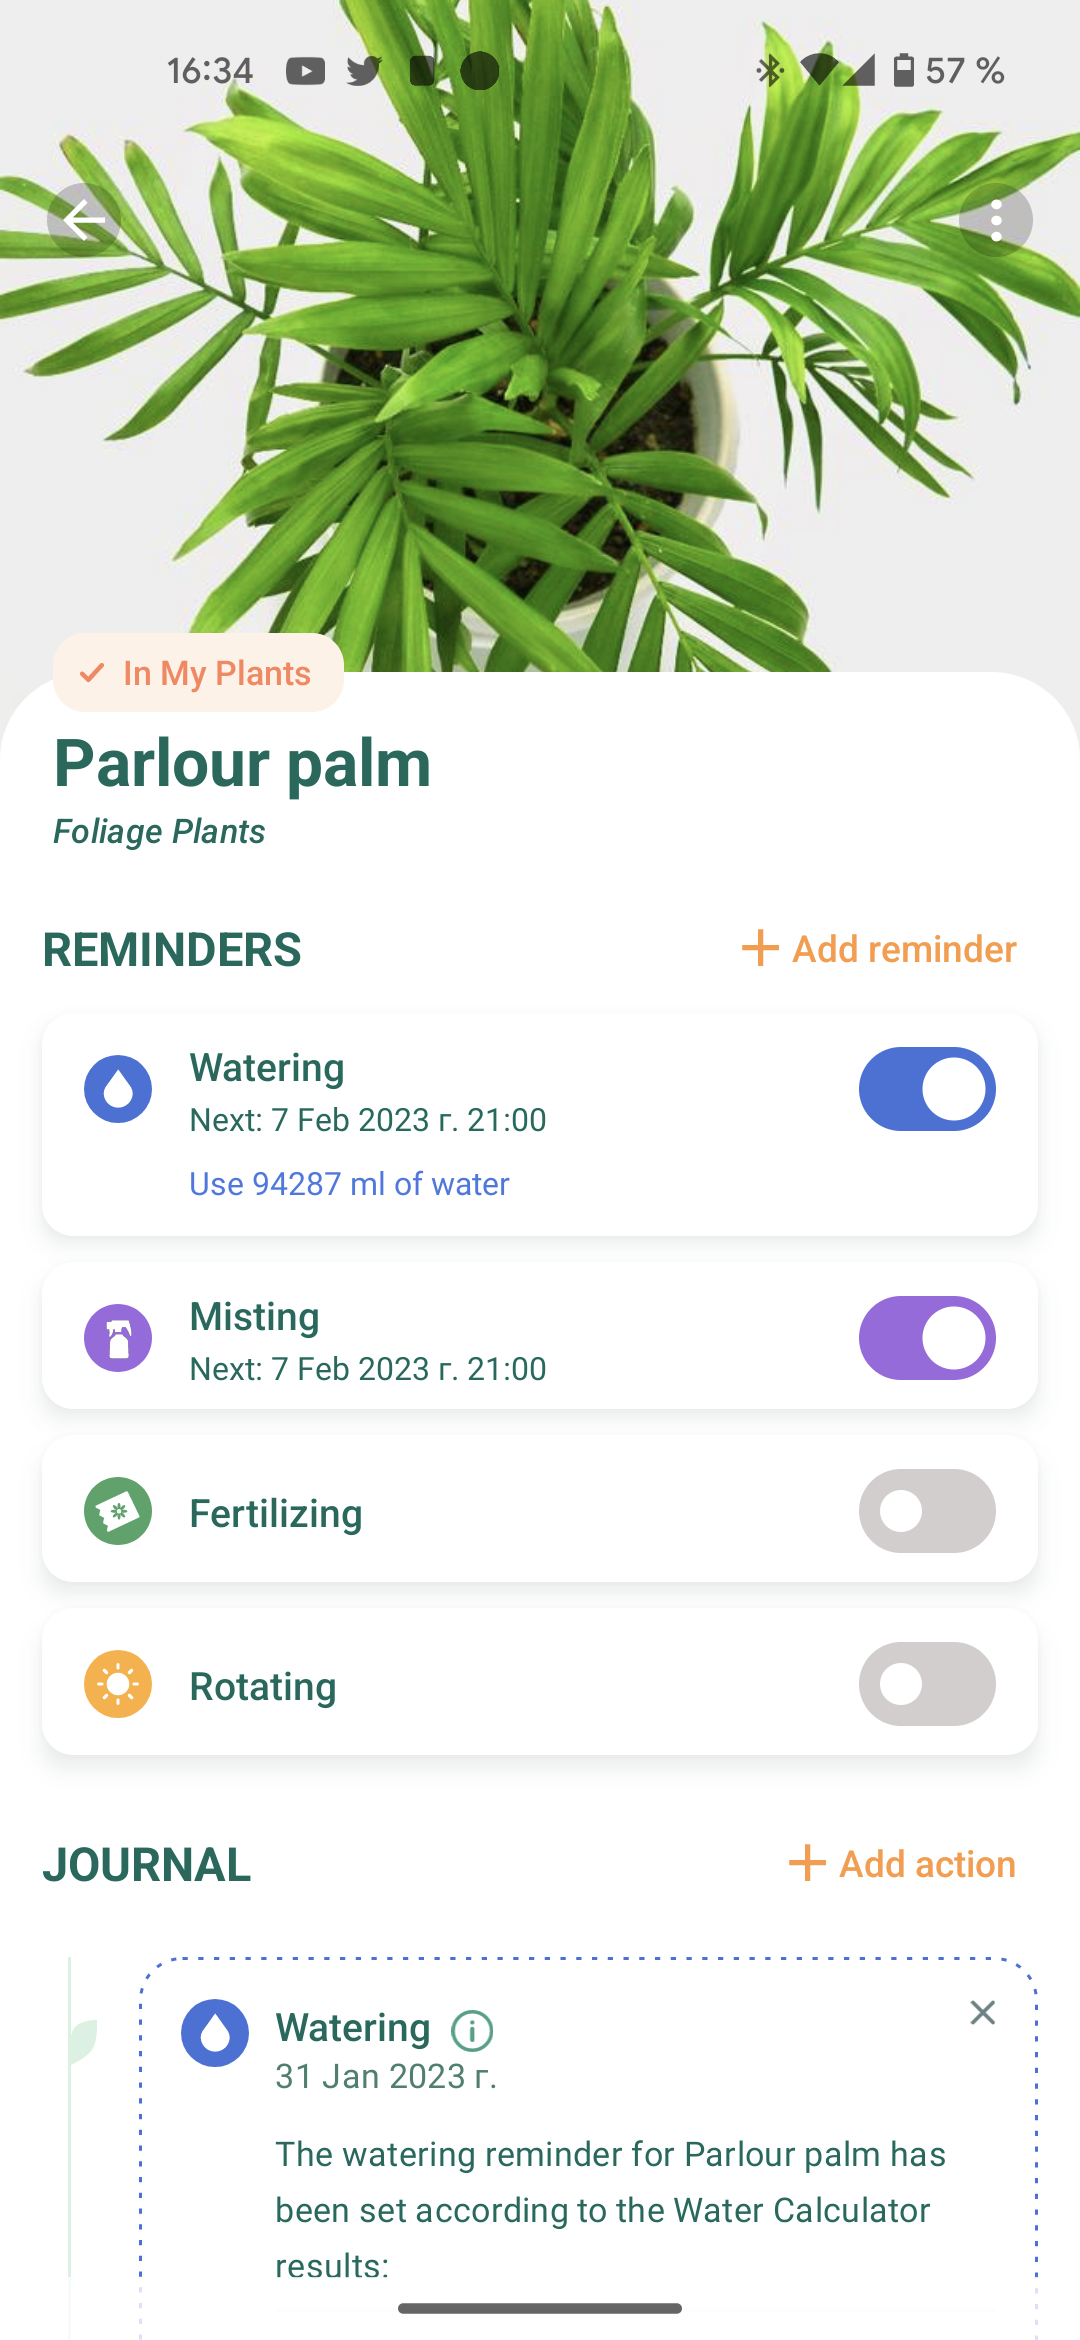 16:34
57 %
In My Plants
Parlour palm
Foliage Plants
REMINDERS
Add reminder
Watering
Next: 7 Feb 2023 г. 21:00
Use 94287 ml of water
Misting
Next: 7 Feb 2023 г. 21:00
Fertilizing
Rotating
JOURNAL
Add action
Watering
31 Jan 2023 г.
The watering reminder for Parlour palm has
been set according to the Water Calculator
results: